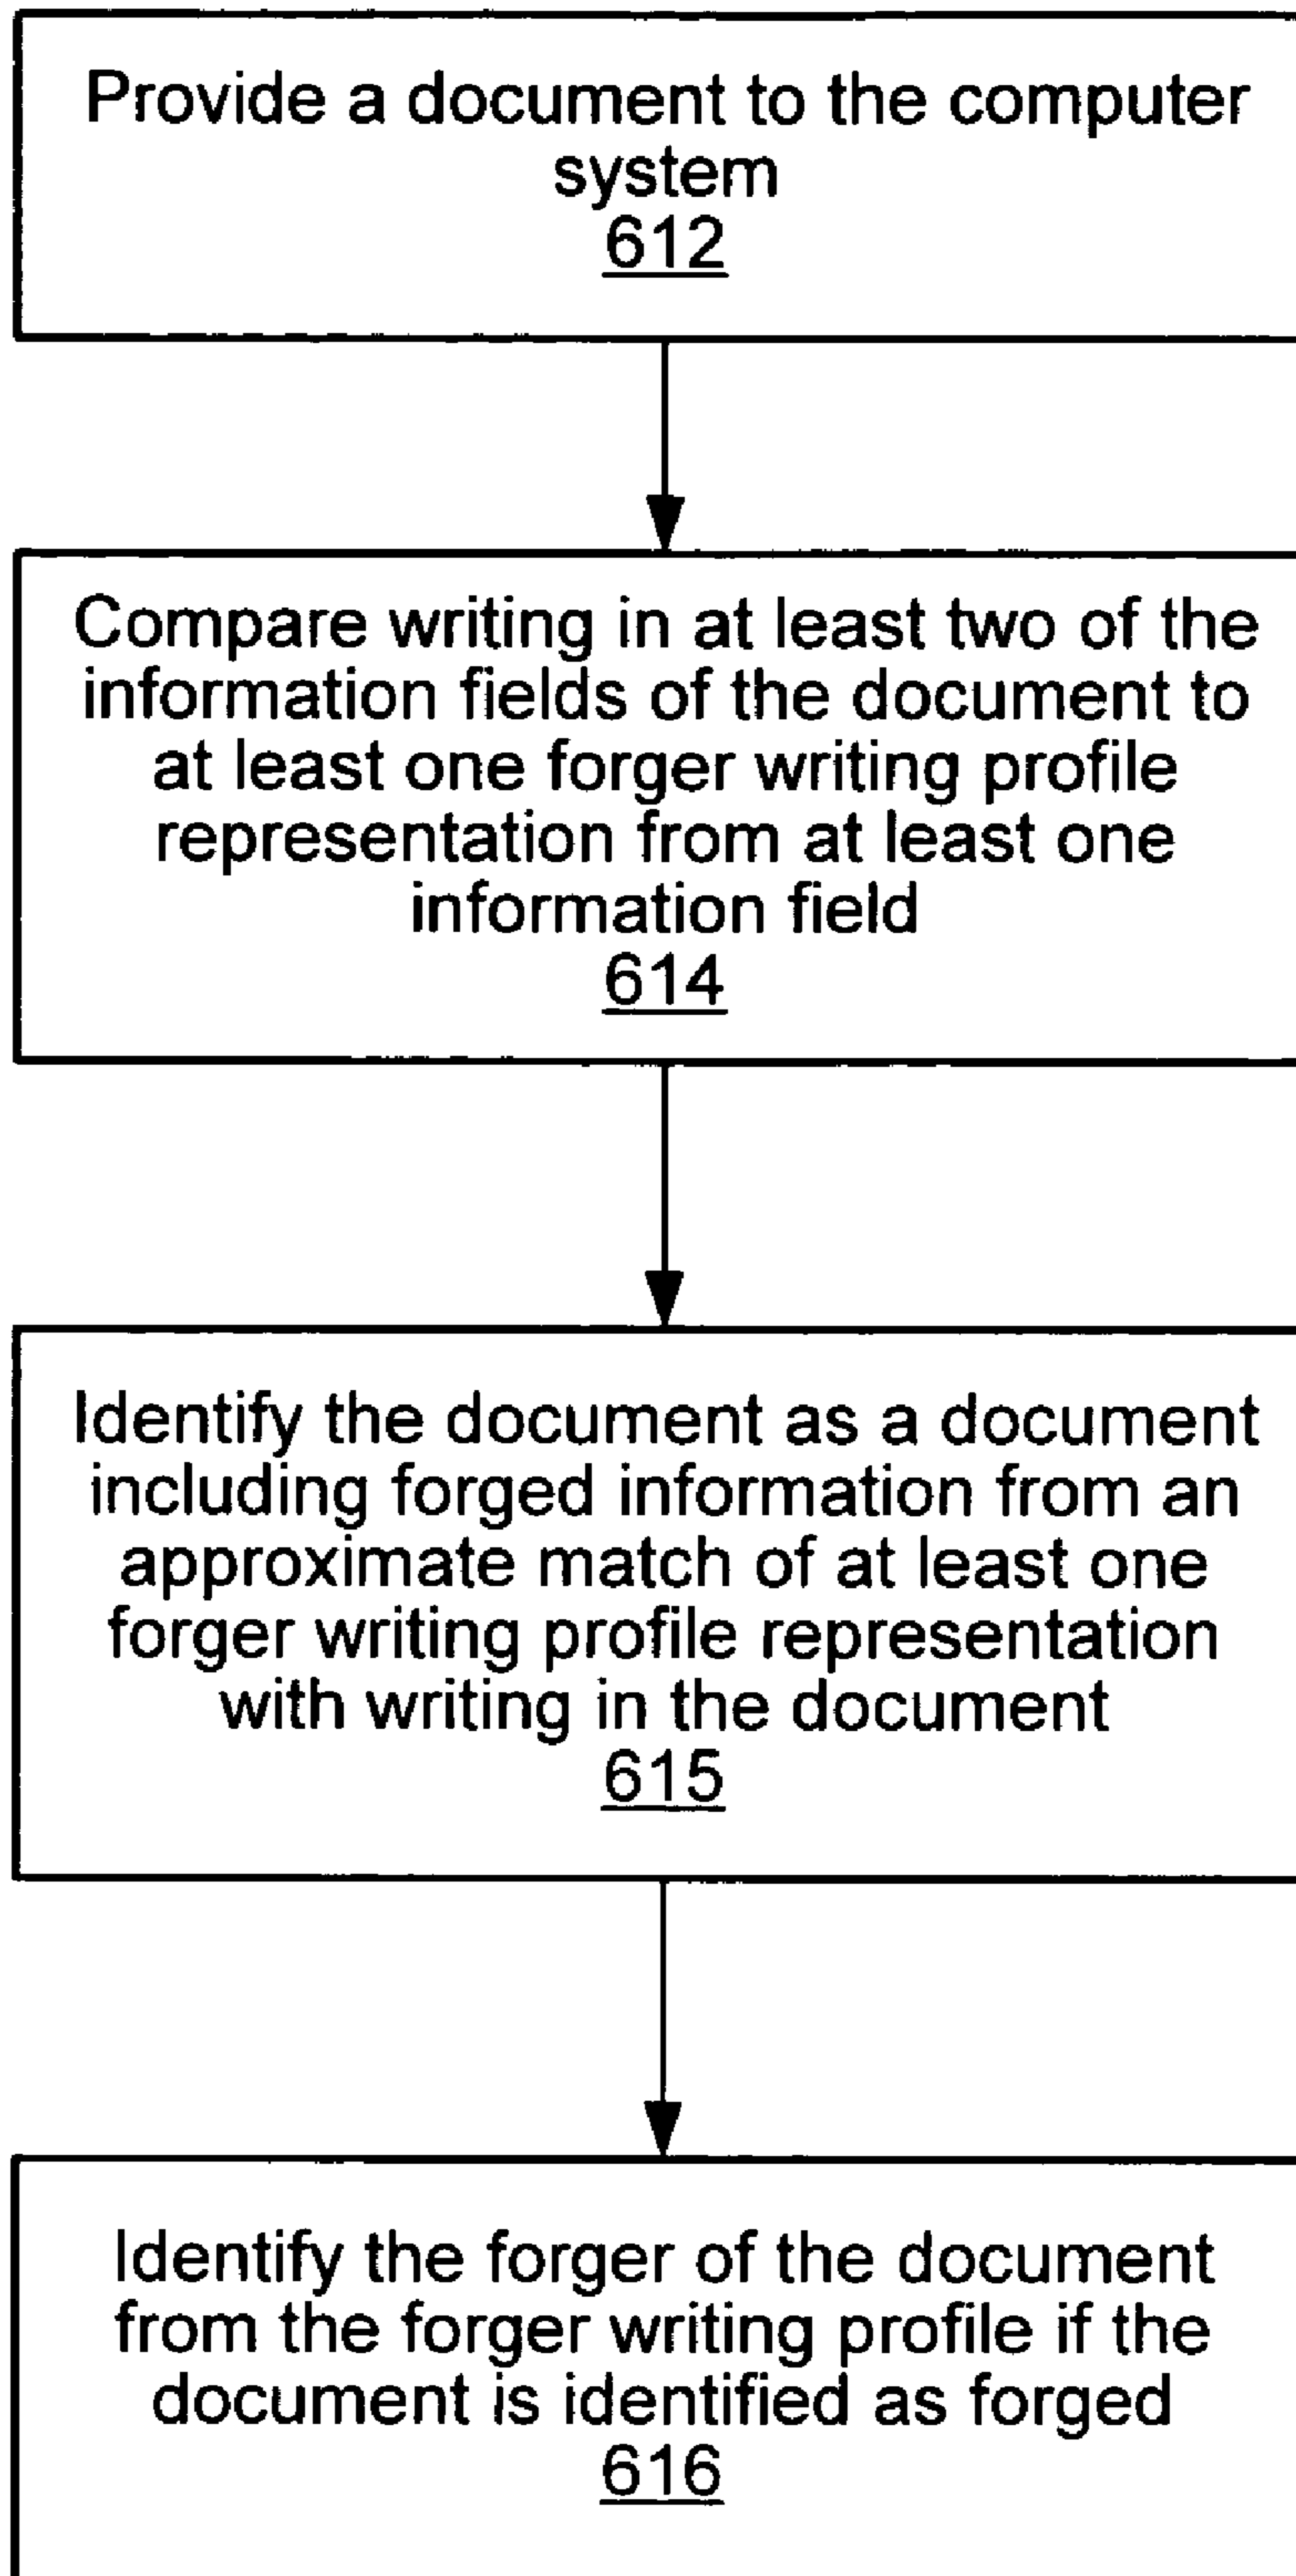 Provide a document to the computer
system
612
Compare writing in at least two of the
information fields of the document to
at least one forger writing profile
representation from at least one
information field
614
Identify the document as a document
including forged information from an
approximate match of at least one
forger writing profile representation
with writing in the document
615
Identify the forger of the document
from the forger writing profile if the
document is identified as forged
616